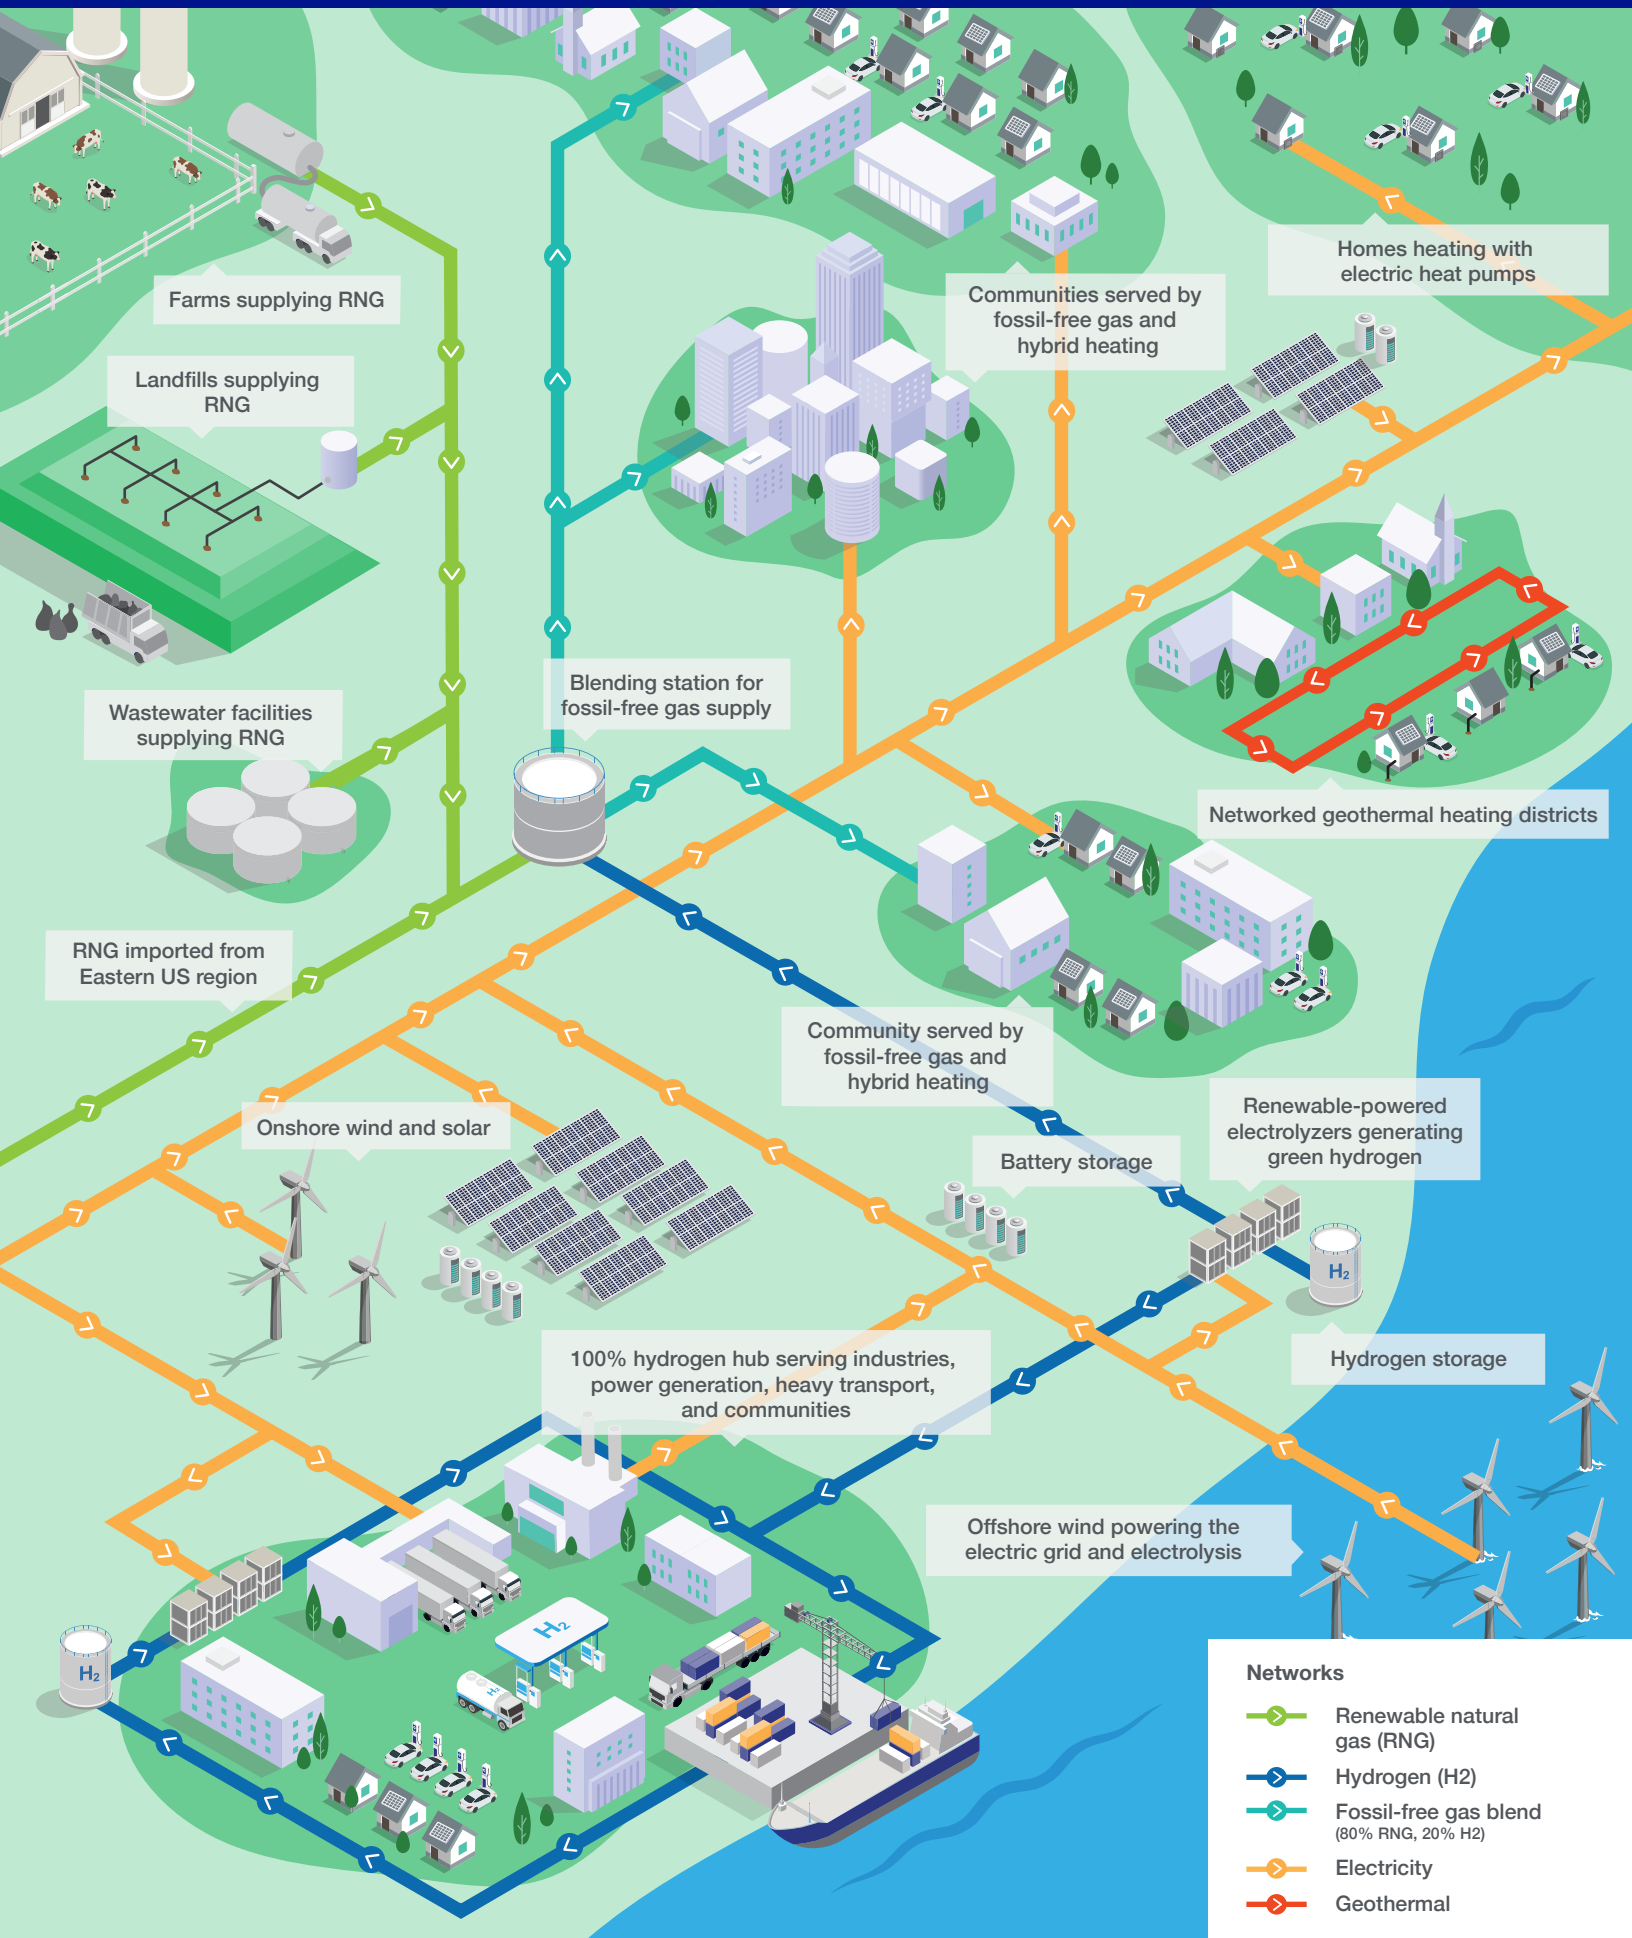 Homes heating with
electric heat pumps
Communities served by
fossil-free gas and
hybrid heating
Farms supplying RNG
Landfills supplying
RNG
Blending station for
fossil-free gas supply
Wastewater facilities
supplying RNG
Networked geothermal heating districts
RNG imported from
Eastern US region
Community served by
fossil-free gas and
hybrid heating
Renewable-powered
electrolyzers generating
green hydrogen
Onshore wind and solar
Battery storage
H2
Hydrogen storage
100% hydrogen hub serving industries,
power generation, heavy transport,
and communities
Offshore wind powering the
electric grid and electrolysis
H2
H2
H2
Networks
Renewable natural
gas (RNG)
Hydrogen (H2)
Fossil-free gas blend
(80% RNG, 20% H2)
Electricity
Geothermal